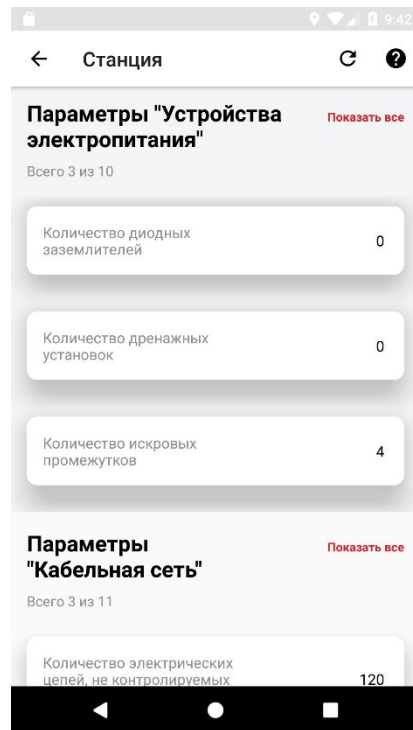 9:42
Станция
Параметры "Устройства
электропитания"
Показать все
Всего 3 из 10
Количество диодных
заземлителей
0
Количество дренажных
установок
0
Количество искровых
промежутков
4
Параметры
"Кабельная сеть"
Показать все
Всего 3 из 11
Количество электрических
цепей, не контролируемых
120